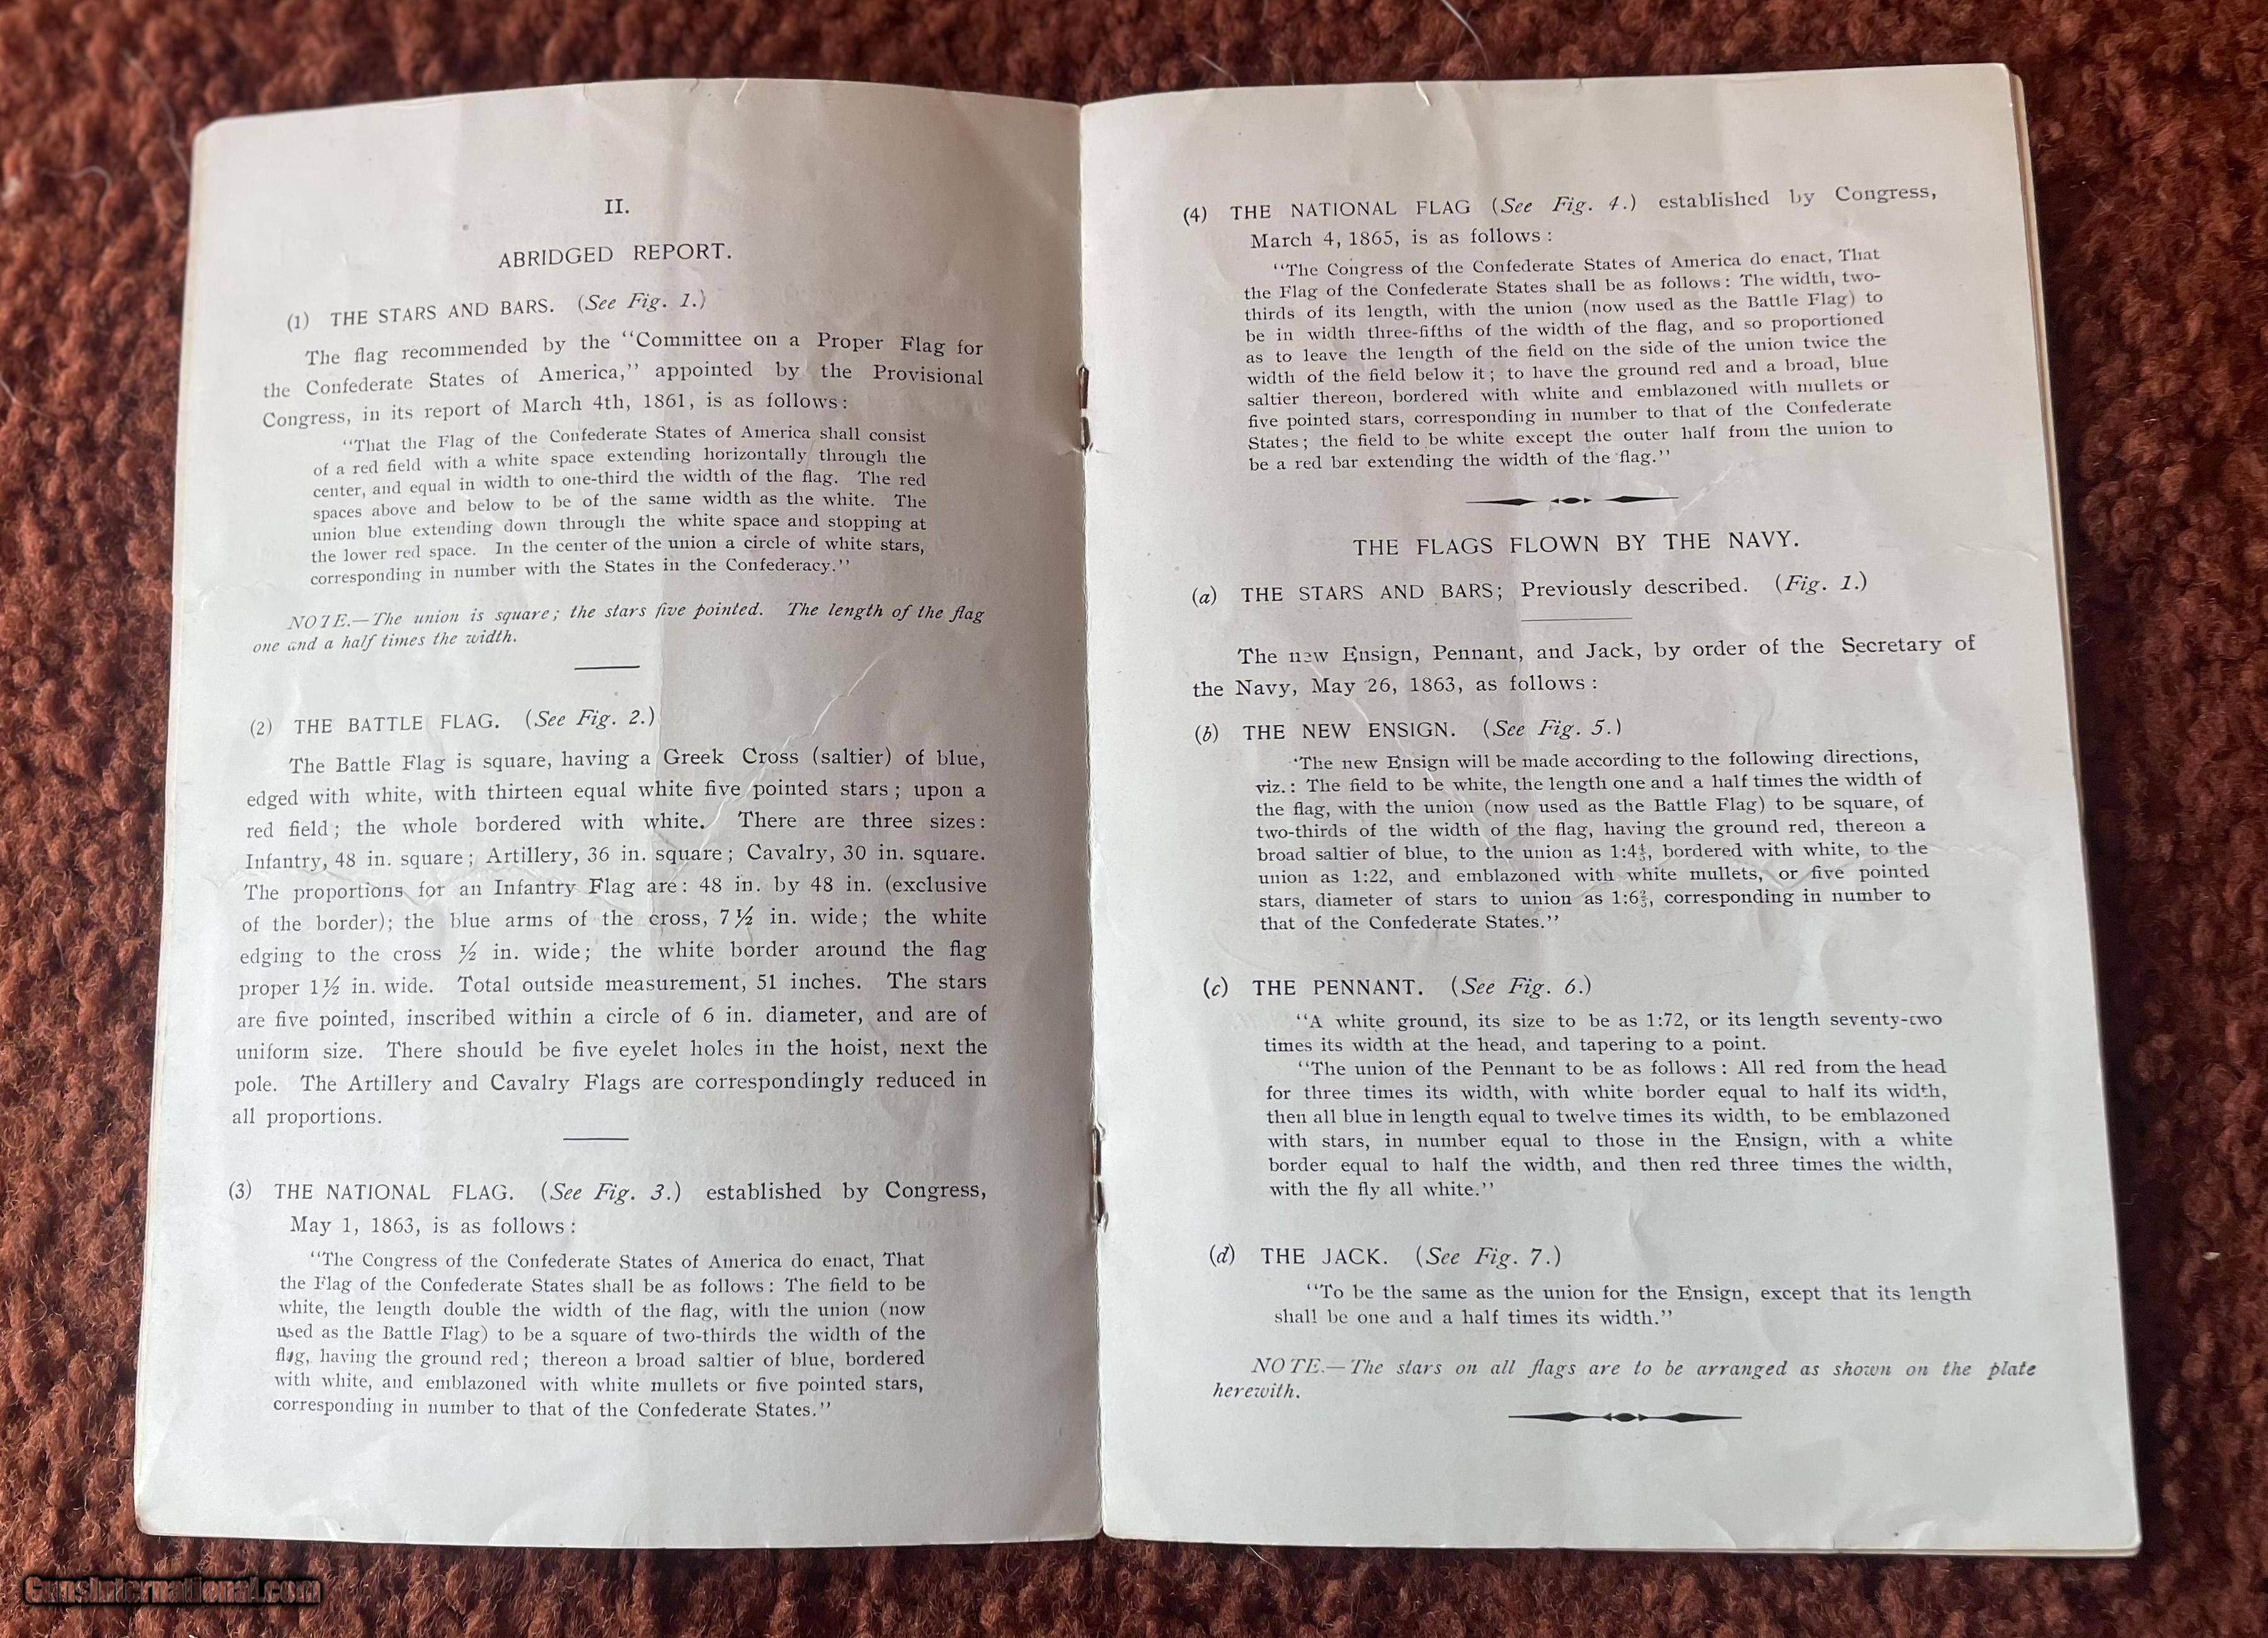 II.
ABRIDGED REPORT.
(1) THE STARS AND BARS. (See Fig. 1.)
The flag recommended by the “Committee on a Proper Flag for
the Confederate States of America,” appointed by the Provisional
Congress, in its report of March 4th, 1861, is as follows:
“That the Flag of the Confederate States of America shall consist
of a red field with a white space extending horizontally through the
center, and equal in width to one-third the width of the flag. The red
spaces above and below to be of the same width as the white. The
union blue extending down through the white space and stopping at
the lower red space. In the center of the union a circle of white stars,
corresponding in number with the States in the Confederacy.”
NOTE.—The union is square; the stars five pointed. The length of the flag
one and a half times the width.
(2) THE BATTLE FLAG. (See Fig. 2.)
The Battle Flag is square, having a Greek Cross (saltier) of blue,
edged with white, with thirteen equal white five pointed stars; upon a
red field; the whole bordered with white. There are three sizes:
Infantry, 48 in. square; Artillery, 36 in. square; Cavalry, 30 in. square.
The proportions for an Infantry Flag are: 48 in. by 48 in. (exclusive
of the border); the blue arms of the cross, 7½ in. wide; the white
edging to the cross ½ in. wide; the white border around the flag
proper 1½ in. wide. Total outside measurement, 51 inches. The stars
are five pointed, inscribed within a circle of 6 in. diameter, and are of
uniform size. There should be five eyelet holes in the hoist, next the
pole. The Artillery and Cavalry Flags are correspondingly reduced in
all proportions.
(3) THE NATIONAL FLAG. (See Fig. 3.) established by Congress,
May 1, 1863, is as follows:
“The Congress of the Confederate States of America do enact, That
the Flag of the Confederate States shall be as follows: The field to be
white, the length double the width of the flag, with the union (now
used as the Battle Flag) to be a square of two-thirds the width of the
flag, having the ground red; thereon a broad saltier of blue, bordered
with white, and emblazoned with white mullets or five pointed stars,
corresponding in number to that of the Confederate States.”
(4) THE NATIONAL FLAG (See Fig. 4.) established by Congress,
March 4, 1865, is as follows:
“The Congress of the Confederate States of America do enact, That
the Flag of the Confederate States shall be as follows: The width, two-
thirds of its length, with the union (now used as the Battle Flag) to
be in width three-fifths of the width of the flag, and so proportioned
as to leave the length of the field on the side of the union twice the
width of the field below it; to have the ground red and a broad, blue
saltier thereon, bordered with white and emblazoned with mullets or
five pointed stars, corresponding in number to that of the Confederate
States; the field to be white except the outer half from the union to
be a red bar extending the width of the flag.”
THE FLAGS FLOWN BY THE NAVY.
(a) THE STARS AND BARS; Previously described. (Fig. 1.)
The new Ensign, Pennant, and Jack, by order of the Secretary of
the Navy, May 26, 1863, as follows:
(b) THE NEW ENSIGN. (See Fig. 5.)
‘The new Ensign will be made according to the following directions,
viz.: The field to be white, the length one and a half times the width of
the flag, with the union (now used as the Battle Flag) to be square, of
two-thirds of the width of the flag, having the ground red, thereon a
broad saltier of blue, to the union as 1:4⅘, bordered with white, to the
union as 1:22, and emblazoned with white mullets, or five pointed
stars, diameter of stars to union as 1:6⅖, corresponding in number to
that of the Confederate States.”
(c) THE PENNANT. (See Fig. 6.)
“A white ground, its size to be as 1:72, or its length seventy-two
times its width at the head, and tapering to a point.
“The union of the Pennant to be as follows: All red from the head
for three times its width, with white border equal to half its width,
then all blue in length equal to twelve times its width, to be emblazoned
with stars, in number equal to those in the Ensign, with a white
border equal to half the width, and then red three times the width,
with the fly all white.”
(d) THE JACK. (See Fig. 7.)
“To be the same as the union for the Ensign, except that its length
shall be one and a half times its width.”
NOTE.—The stars on all flags are to be arranged as shown on the plate
herewith.
GunsInternational.com